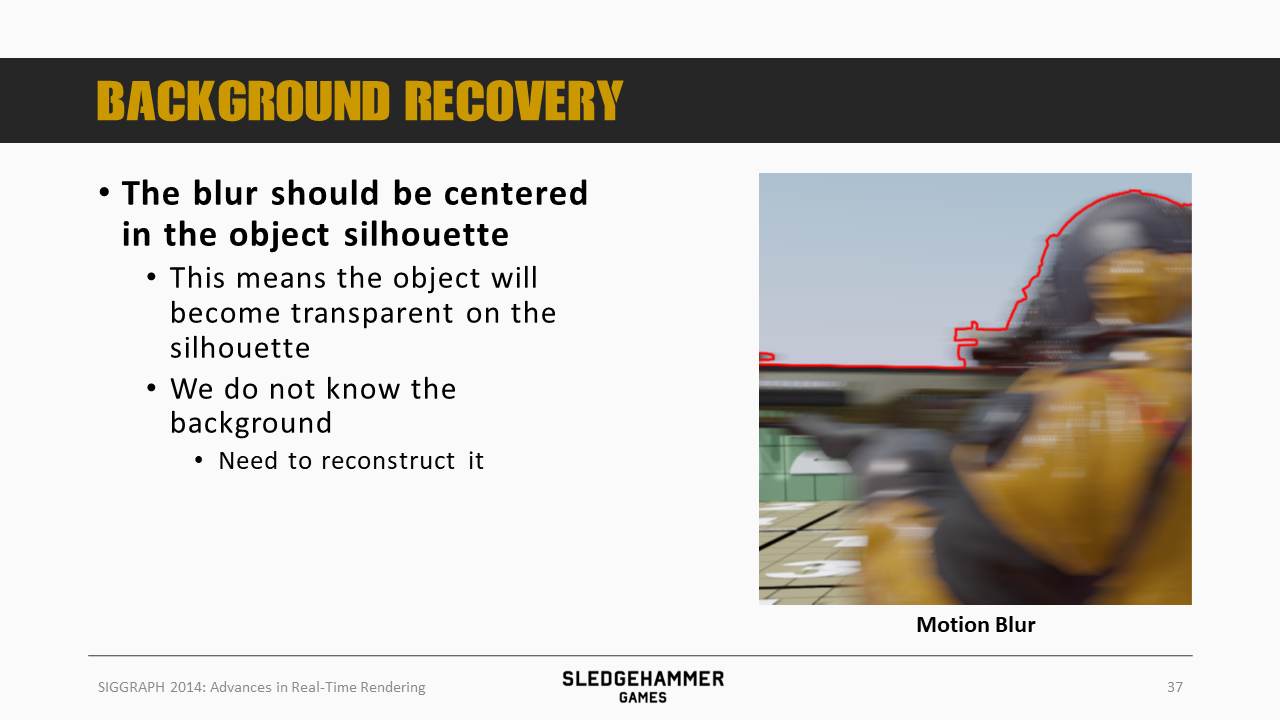 BACKGROUND RECOVERY
• The blur should be centered
in the object silhouette
• This means the object will
become transparent on the
silhouette
• We do not know the
background
• Need to reconstruct it
Motion Blur
SIGGRAPH 2014: Advances in Real-Time Rendering
SLEDGEHAMMER
GAMES
37